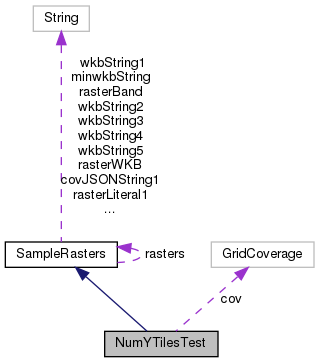 String
wkbString1
minwkbString
rasterBand
wkbString2
wkbString3
wkbString4
wkbString5
rasterWKB
covJSONString1
rasterLiteral1
...
SampleRasters
rasters
GridCoverage
cov
NumYTilesTest